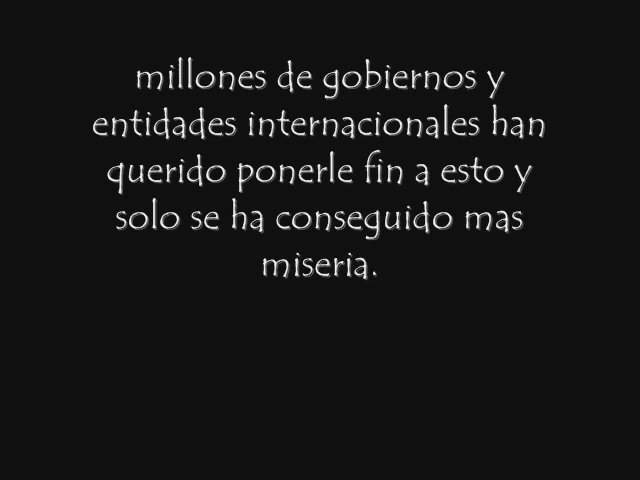 millones de gobiernos y
entidades internacionales han
querido ponerle fin a esto y
solo se ha conseguido mas
miseria.